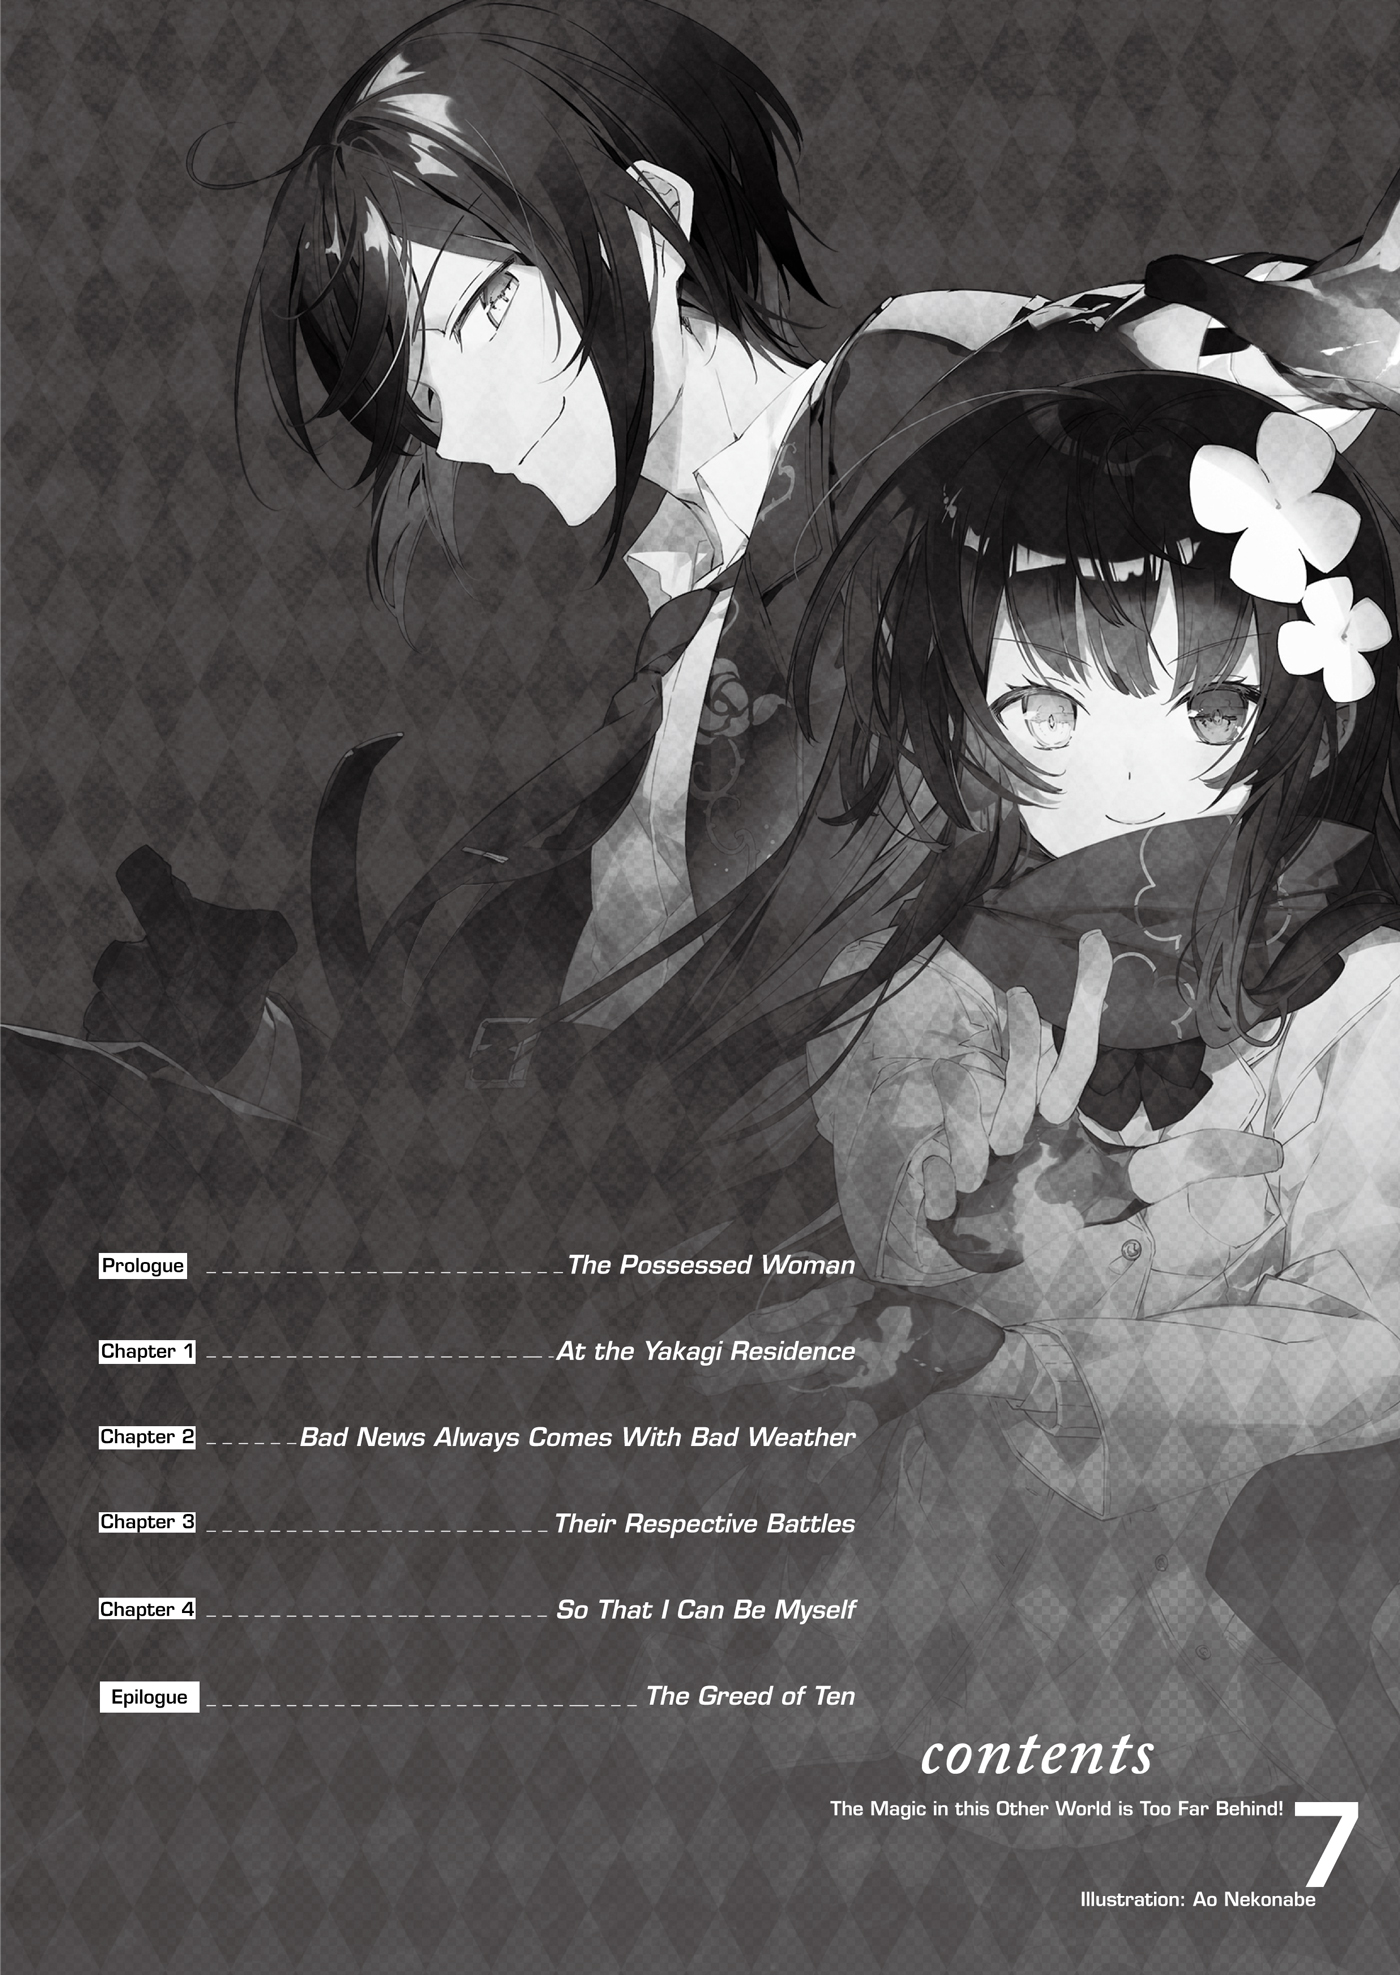 Prologue The Possessed Woman
Chapter 1 At the Yakagi Residence
Chapter 2 Bad News Always Comes With Bad Weather
Chapter 3 Their Respective Battles
Chapter 4 So That I Can Be Myself
Epilogue The Greed of Ten
contents
The Magic in this Other World is Too Far Behind! 7
Illustration: Ao Nekonabe